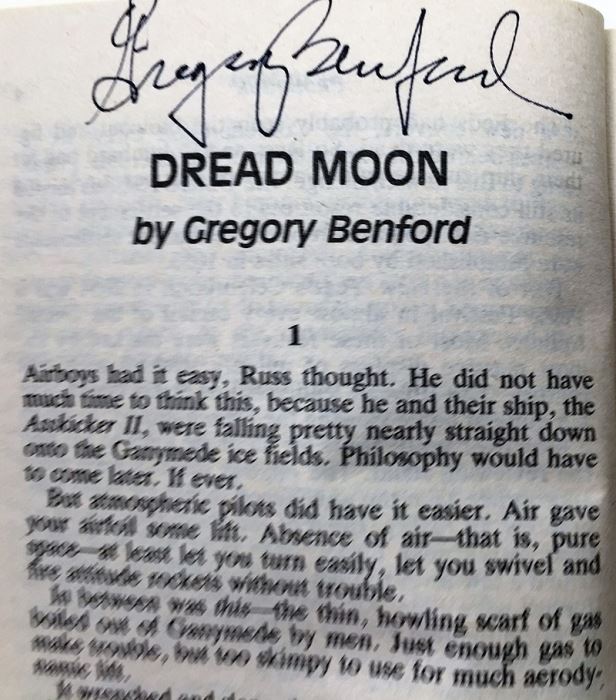 Gregory Benford
DREAD MOON
by Gregory Benford
1
Airboys had it easy, Russ thought. He did not have
much time to think this, because he and their ship, the
Asskicker II, were falling pretty nearly straight down
onto the Ganymede ice fields. Philosophy would have
to come later. If ever.
But atmospheric pilots did have it easier. Air gave
your airfoil some lift. Absence of air—that is, pure
space—at least let you turn easily, let you swivel and
fire attitude rockets without trouble.
In between was this—the thin, howling scarf of gas
boiled out of Ganymede by men. Just enough gas to
make trouble, but too skimpy to use for much aerody-
namic lift.
It wrenched and